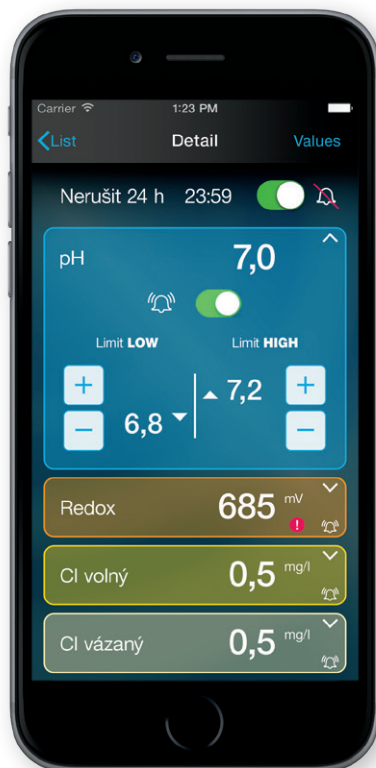 Carrier 1:23 PM
List Detail Values
Nerušit 24 h 23:59
pH 7,0
Limit LOW Limit HIGH
+ 7,2 +
– 6,8 –
Redox 685 mV
!
Cl volný 0,5 mg/l
Cl vázaný 0,5 mg/l